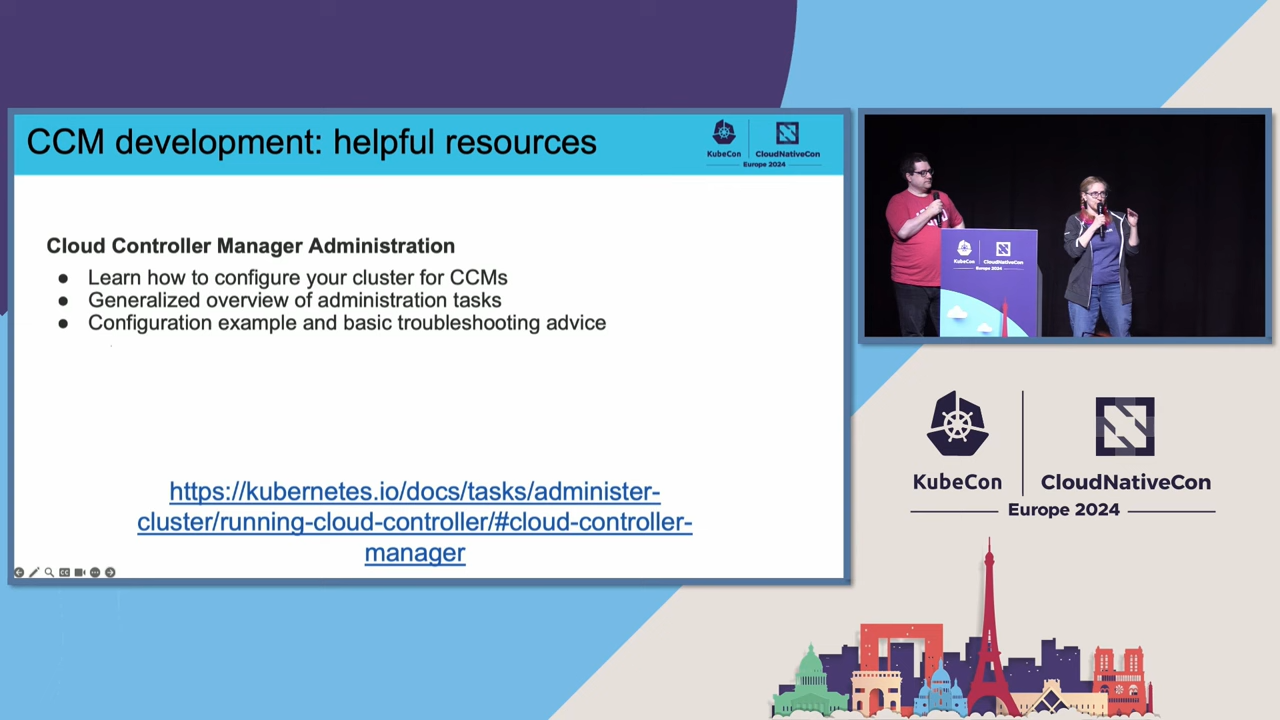 CCM development: helpful resources
KubeCon
CloudNativeCon
Europe 2024
Cloud Controller Manager Administration
● Learn how to configure your cluster for CCMs
● Generalized overview of administration tasks
● Configuration example and basic troubleshooting advice
https://kubernetes.io/docs/tasks/administer-
cluster/running-cloud-controller/#cloud-controller-
manager
KubeCon
CloudNativeCon
Europe 2024
KubeCon
CloudNativeCon
Europe 2024